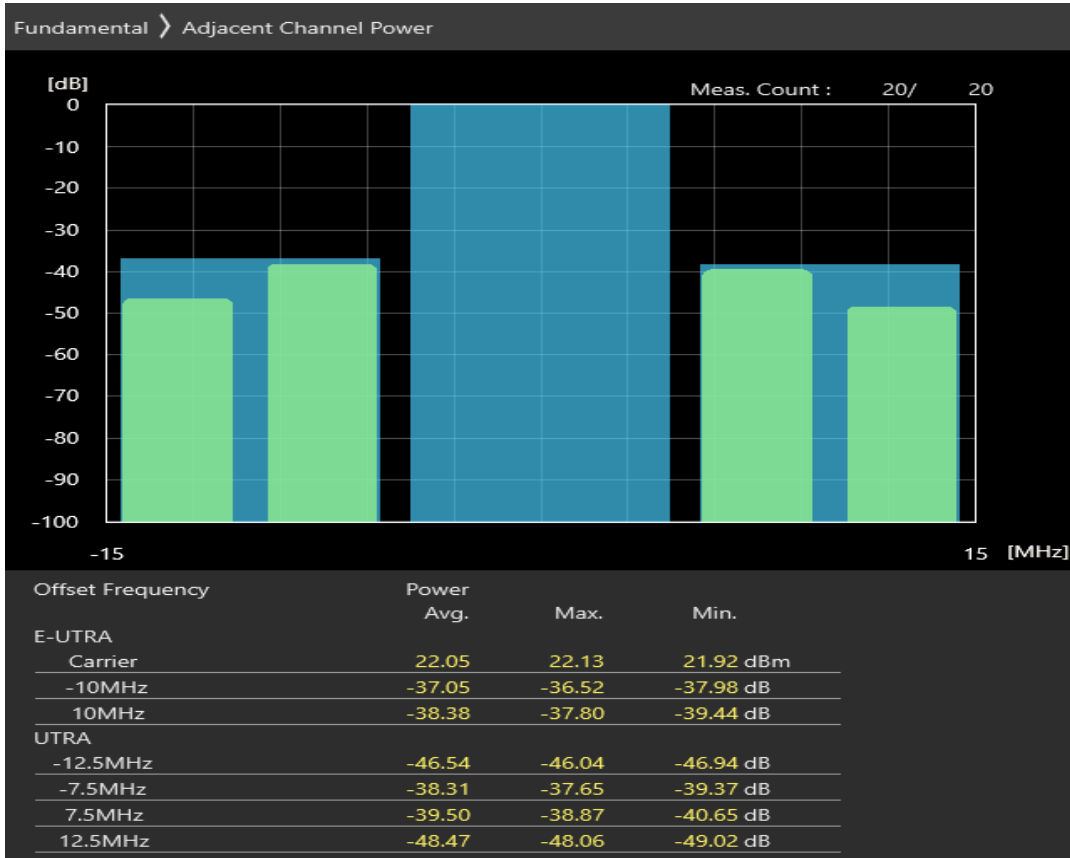 Fundamental 〉 Adjacent Channel Power
[dB]
Meas. Count : 20/ 20
0
-10
-20
-30
-40
-50
-60
-70
-80
-90
-100
-15 15 [MHz]
Offset Frequency Power
Avg. Max. Min.
E-UTRA
Carrier 22.05 22.13 21.92 dBm
-10MHz -37.05 -36.52 -37.98 dB
10MHz -38.38 -37.80 -39.44 dB
UTRA
-12.5MHz -46.54 -46.04 -46.94 dB
-7.5MHz -38.31 -37.65 -39.37 dB
7.5MHz -39.50 -38.87 -40.65 dB
12.5MHz -48.47 -48.06 -49.02 dB